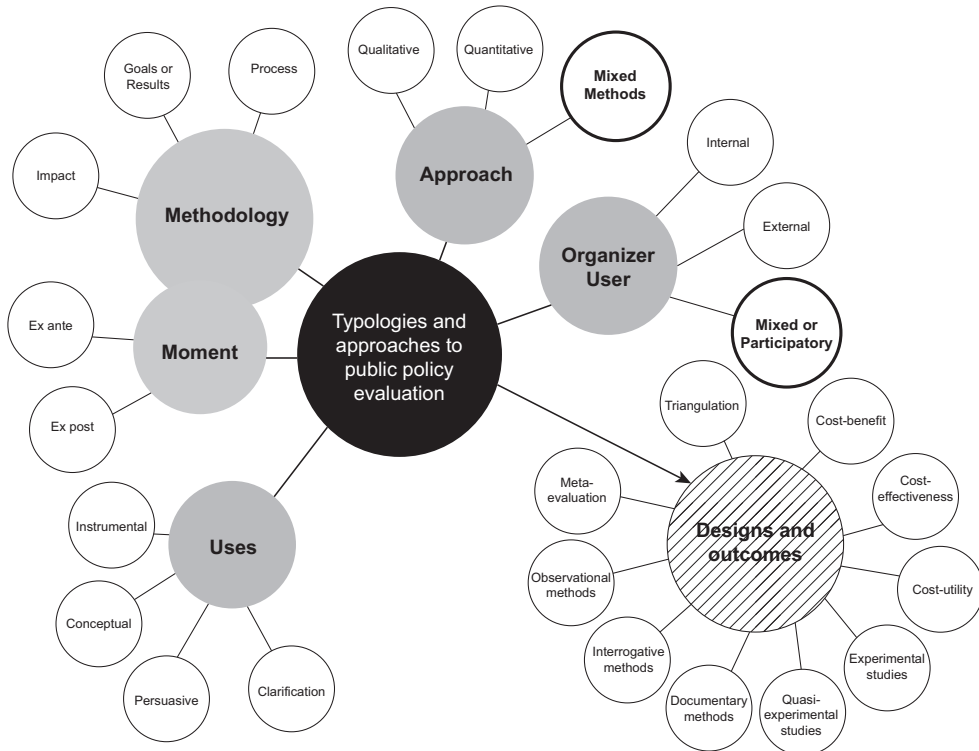 Goals or
Results
Process
Impact
Methodology
Qualitative
Quantitative
Mixed
Methods
Approach
Internal
External
Organizer
User
Mixed or
Participatory
Typologies and
approaches to
public policy
evaluation
Ex ante
Moment
Ex post
Instrumental
Uses
Conceptual
Persuasive
Clarification
Triangulation
Cost-benefit
Meta-
evaluation
Cost-
effectiveness
Designs and
outcomes
Observational
methods
Cost-utility
Interrogative
methods
Experimental
studies
Documentary
methods
Quasi-
experimental
studies